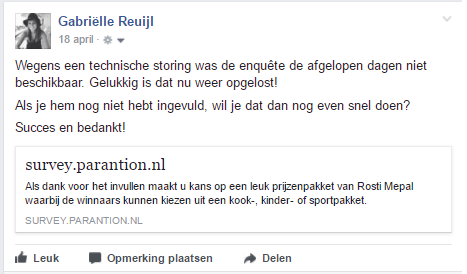 Gabriëlle Reuijl
18 april ·
Wegens een technische storing was de enquête de afgelopen dagen niet
beschikbaar. Gelukkig is dat nu weer opgelost!
Als je hem nog niet hebt ingevuld, wil je dat dan nog even snel doen?
Succes en bedankt!
survey.parantion.nl
Als dank voor het invullen maakt u kans op een leuk prijzenpakket van Rosti Mepal
waarbij de winnaars kunnen kiezen uit een kook-, kinder- of sportpakket.
SURVEY.PARANTION.NL
Leuk Opmerking plaatsen Delen